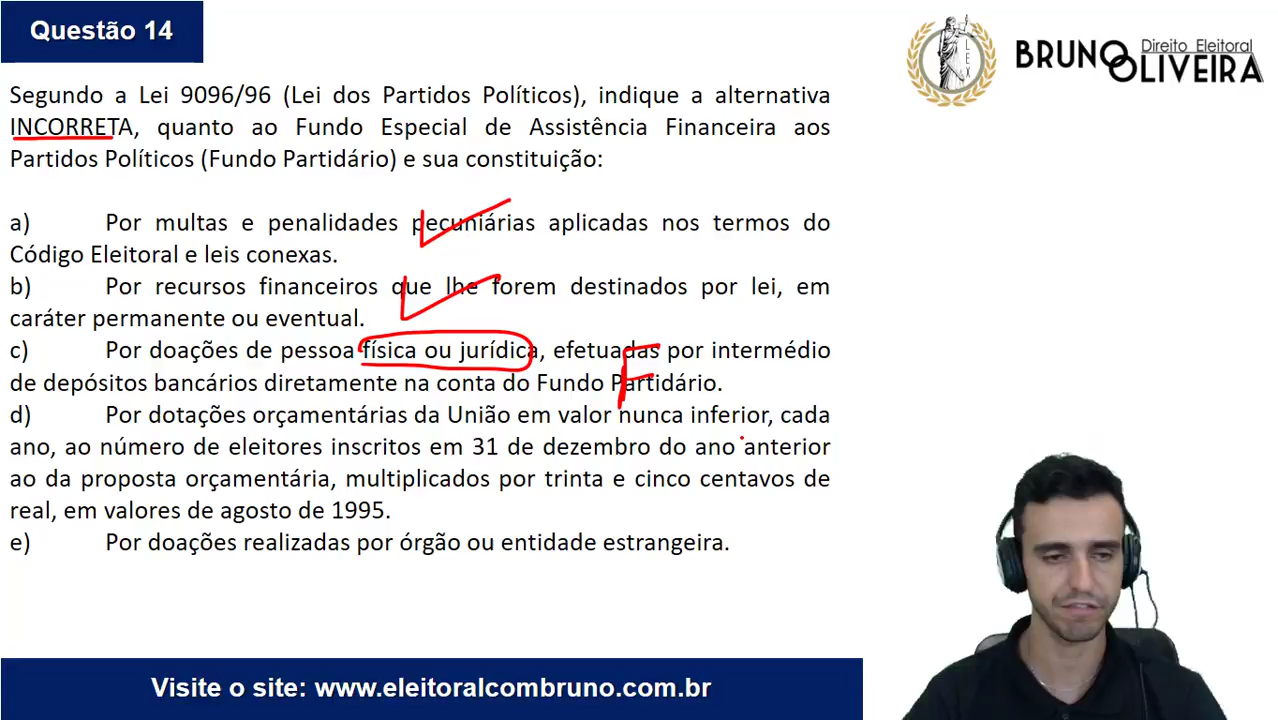 Questão 14
BRUNO Direito Eleitoral
OLIVEIRA
LEX
Segundo a Lei 9096/96 (Lei dos Partidos Políticos), indique a alternativa
INCORRETA, quanto ao Fundo Especial de Assistência Financeira aos
Partidos Políticos (Fundo Partidário) e sua constituição:
a) Por multas e penalidades pecuniárias aplicadas nos termos do
Código Eleitoral e leis conexas.
b) Por recursos financeiros que lhe forem destinados por lei, em
caráter permanente ou eventual.
c) Por doações de pessoa física ou jurídica, efetuadas por intermédio
de depósitos bancários diretamente na conta do Fundo Partidário.
F
d) Por dotações orçamentárias da União em valor nunca inferior, cada
ano, ao número de eleitores inscritos em 31 de dezembro do ano anterior
ao da proposta orçamentária, multiplicados por trinta e cinco centavos de
real, em valores de agosto de 1995.
e) Por doações realizadas por órgão ou entidade estrangeira.
Visite o site: www.eleitoralcombruno.com.br